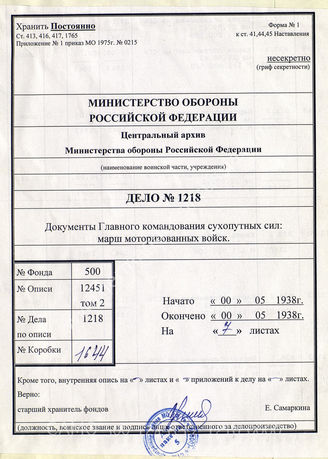 Хранить Постоянно
Форма № 1
Ст. 413, 416, 417, 1765
к ст. 41,44,45 Наставления
Приложение № 1 приказ МО 1975г. № 0215
несекретно
(гриф секретности)
МИНИСТЕРСТВО ОБОРОНЫ
РОССИЙСКОЙ ФЕДЕРАЦИИ
Центральный архив
Министерства обороны Российской Федерации
(наименование воинской части, учреждения)
ДЕЛО № 1218
Документы Главного командования сухопутных сил:
марш моторизованных войск.
№ Фонда 500
№ Описи 12451
том 2
№ Дела 1218
по описи
№ Коробки 1644
Начато « 00 » 05 1938г.
Окончено « 00 » 05 1938г.
На « 7 » листах
Кроме того, внутренняя опись на «–» листах и «–» приложений к делу на «–» листах.
Верно:
старший хранитель фондов
Е. Самаркина
(должность, воинское звание и подпись лица, ответственного за делопроизводство)